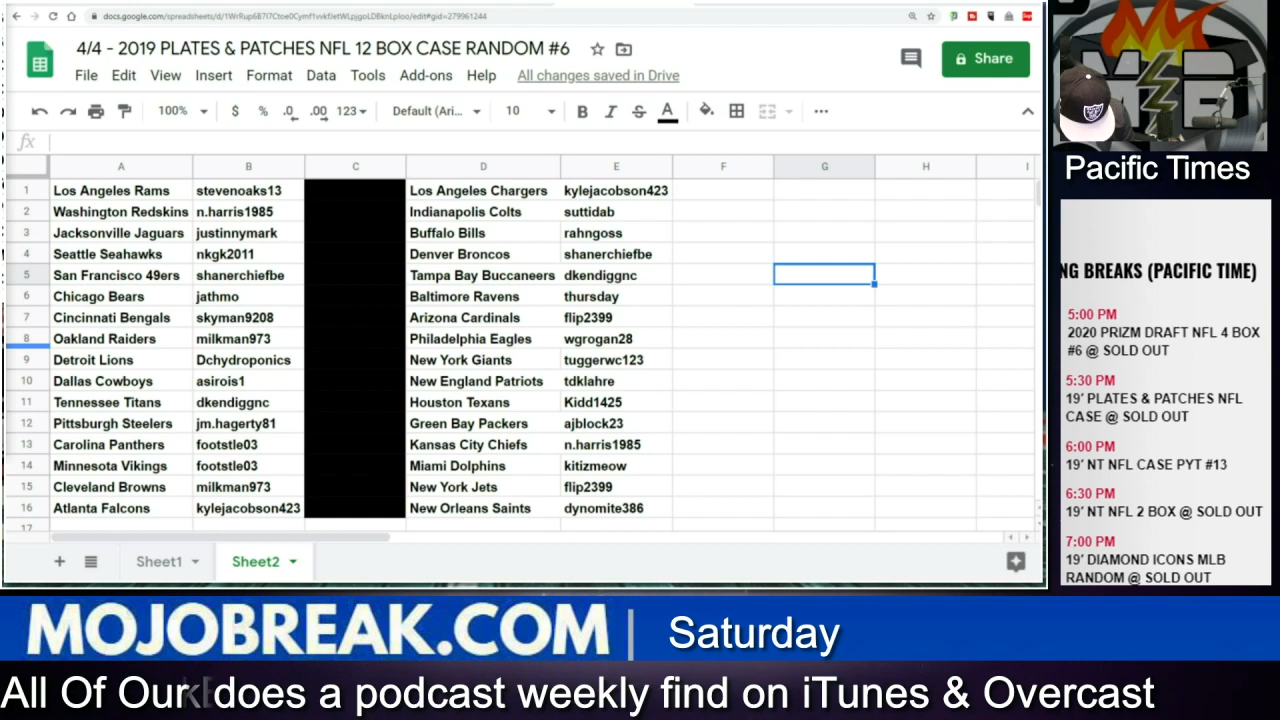 docs.google.com/spreadsheets/d/1WrRup6B7I7Ctoe0Cymf1vvkfJetWLpjgoLDBknLploo/edit#gid=279961244
4/4 - 2019 PLATES & PATCHES NFL 12 BOX CASE RANDOM #6
File Edit View Insert Format Data Tools Add-ons Help All changes saved in Drive
Share
100% $ % .0 .00 123 Default (Ari... 10 B I S A
fx
A B C D E F G H I
1 Los Angeles Rams stevenoaks13 Los Angeles Chargers kylejacobson423
2 Washington Redskins n.harris1985 Indianapolis Colts suttidab
3 Jacksonville Jaguars justinnymark Buffalo Bills rahngoss
4 Seattle Seahawks nkgk2011 Denver Broncos shanerchiefbe
5 San Francisco 49ers shanerchiefbe Tampa Bay Buccaneers dkendiggnc
6 Chicago Bears jathmo Baltimore Ravens thursday
7 Cincinnati Bengals skyman9208 Arizona Cardinals flip2399
8 Oakland Raiders milkman973 Philadelphia Eagles wgrogan28
9 Detroit Lions Dchydroponics New York Giants tuggerwc123
10 Dallas Cowboys asirois1 New England Patriots tdklahre
11 Tennessee Titans dkendiggnc Houston Texans Kidd1425
12 Pittsburgh Steelers jm.hagerty81 Green Bay Packers ajblock23
13 Carolina Panthers footstle03 Kansas City Chiefs n.harris1985
14 Minnesota Vikings footstle03 Miami Dolphins kitizmeow
15 Cleveland Browns milkman973 New York Jets flip2399
16 Atlanta Falcons kylejacobson423 New Orleans Saints dynomite386
17
Sheet1 Sheet2
Pacific Times
NG BREAKS (PACIFIC TIME)
5:00 PM
2020 PRIZM DRAFT NFL 4 BOX
#6 @ SOLD OUT
5:30 PM
19' PLATES & PATCHES NFL
CASE @ SOLD OUT
6:00 PM
19' NT NFL CASE PYT #13
6:30 PM
19' NT NFL 2 BOX @ SOLD OUT
7:00 PM
19' DIAMOND ICONS MLB
RANDOM @ SOLD OUT
MOJOBREAK.COM | Saturday
All Of Our does a podcast weekly find on iTunes & Overcast